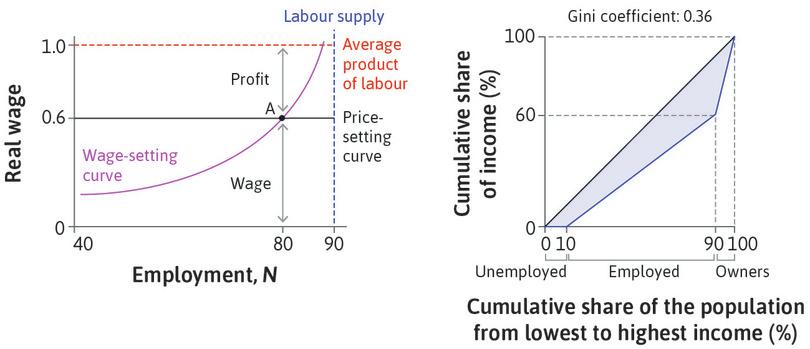 Labour supply
1.0
Average
product
of labour
Profit
A
0.6
Price-
setting
curve
Wage-setting
curve
Wage
0
40
80
90
Real wage
Employment, N
Gini coefficient: 0.36
100
60
0
0
10
90
100
Unemployed
Employed
Owners
Cumulative share
of income (%)
Cumulative share of the population
from lowest to highest income (%)